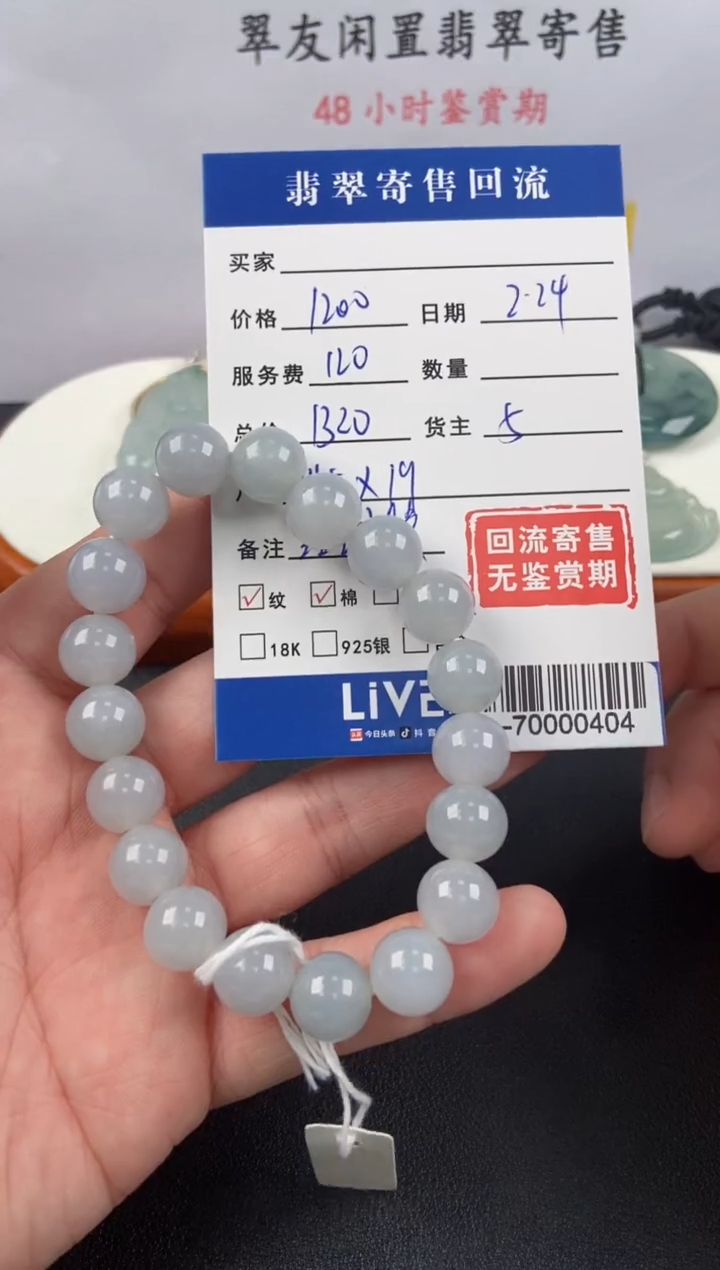 翠友闲置翡翠寄售
48小时鉴赏期
翡翠寄售回流
买家
价格 1200 日期 2-24
服务费 120 数量
1320 货主 5
X19
备注
回流寄售
无鉴赏期
☑纹 ☑棉 ☐
☐18K ☐925银 ☐
LiVE
今日头条 抖音
-70000404